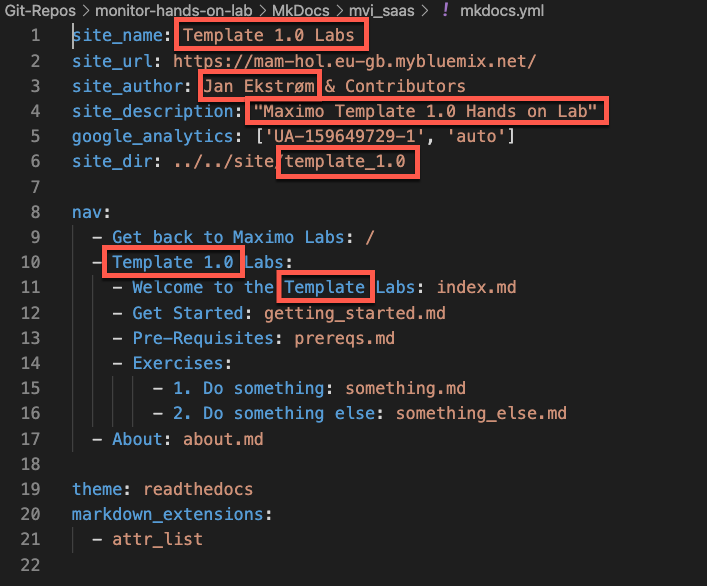 Git-Repos > monitor-hands-on-lab > MkDocs > mvi_saas > ! mkdocs.yml
1 site_name: Template 1.0 Labs
2 site_url: https://mam-hol.eu-gb.mybluemix.net/
3 site_author: Jan Ekstrøm & Contributors
4 site_description: "Maximo Template 1.0 Hands on Lab"
5 google_analytics: ['UA-159649729-1', 'auto']
6 site_dir: ../../site/template_1.0
7
8 nav:
9 - Get back to Maximo Labs: /
10 - Template 1.0 Labs:
11 - Welcome to the Template Labs: index.md
12 - Get Started: getting_started.md
13 - Pre-Requisites: prereqs.md
14 - Exercises:
15 - 1. Do something: something.md
16 - 2. Do something else: something_else.md
17 - About: about.md
18
19 theme: readthedocs
20 markdown_extensions:
21 - attr_list
22